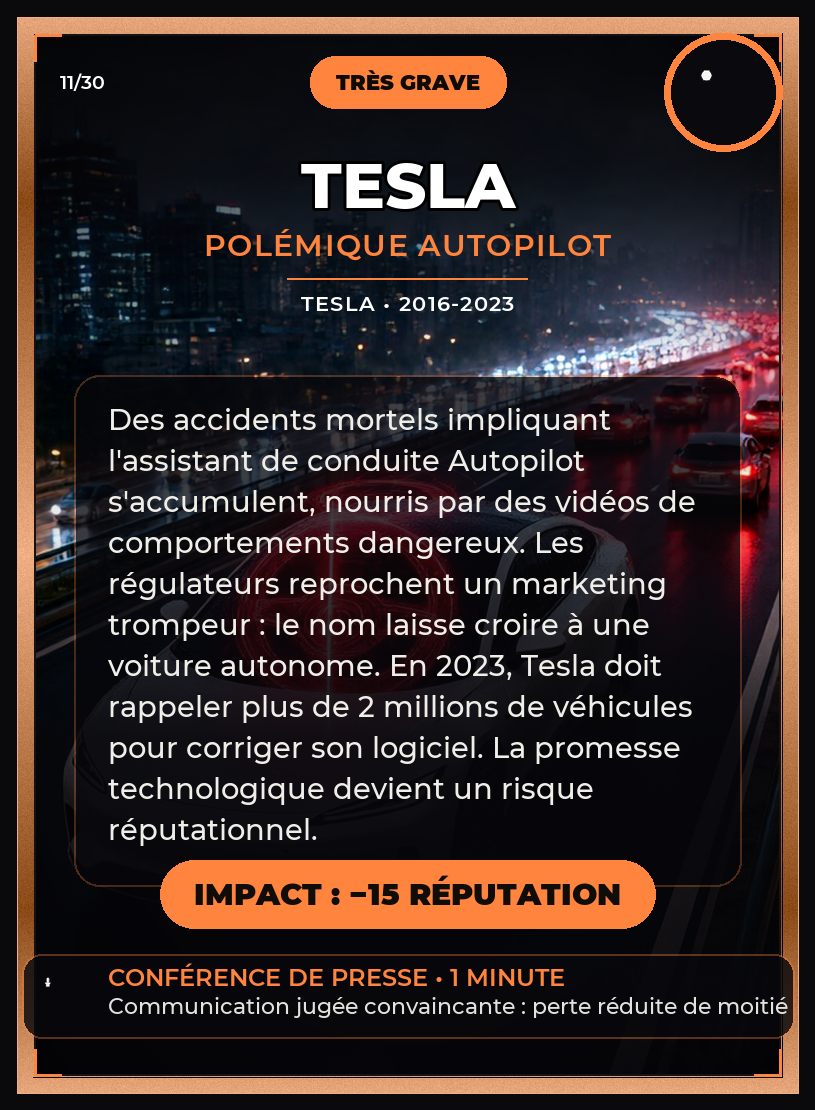 11/30
TRÈS GRAVE
TESLA
POLÉMIQUE AUTOPILOT
TESLA • 2016-2023
Des accidents mortels impliquant
l'assistant de conduite Autopilot
s'accumulent, nourris par des vidéos de
comportements dangereux. Les
régulateurs reprochent un marketing
trompeur : le nom laisse croire à une
voiture autonome. En 2023, Tesla doit
rappeler plus de 2 millions de véhicules
pour corriger son logiciel. La promesse
technologique devient un risque
réputationnel.
IMPACT : −15 RÉPUTATION
CONFÉRENCE DE PRESSE • 1 MINUTE
Communication jugée convaincante : perte réduite de moitié